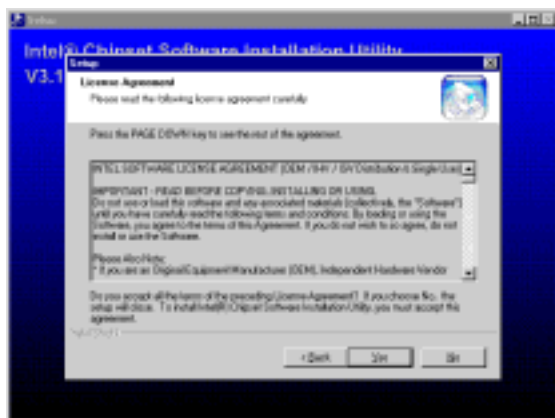 Setup
Intel® Chipset Software Installation Utility
V3.1
Setup
License Agreement
Please read the following license agreement carefully.
Press the PAGE DOWN key to see the rest of the agreement.
INTEL SOFTWARE LICENSE AGREEMENT (OEM / IHV / ISV Distribution & Single User)
IMPORTANT - READ BEFORE COPYING, INSTALLING OR USING.
Do not use or load this software and any associated materials (collectively, the "Software")
until you have carefully read the following terms and conditions. By loading or using the
Software, you agree to the terms of this Agreement. If you do not wish to so agree, do not
install or use the Software.
Please Also Note:
* If you are an Original Equipment Manufacturer (OEM), Independent Hardware Vendor
Do you accept all the terms of the preceding License Agreement? If you choose No, the
setup will close. To install Intel(R) Chipset Software Installation Utility, you must accept this
agreement.
InstallShield
< Back
Yes
No